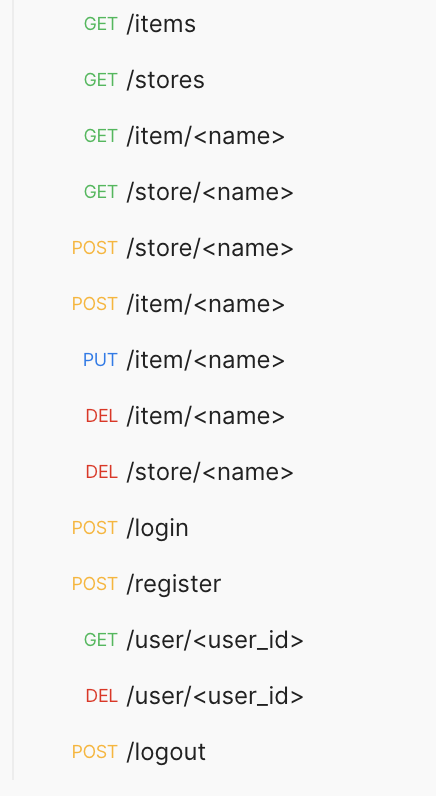 GET /items
GET /stores
GET /item/<name>
GET /store/<name>
POST /store/<name>
POST /item/<name>
PUT /item/<name>
DEL /item/<name>
DEL /store/<name>
POST /login
POST /register
GET /user/<user_id>
DEL /user/<user_id>
POST /logout